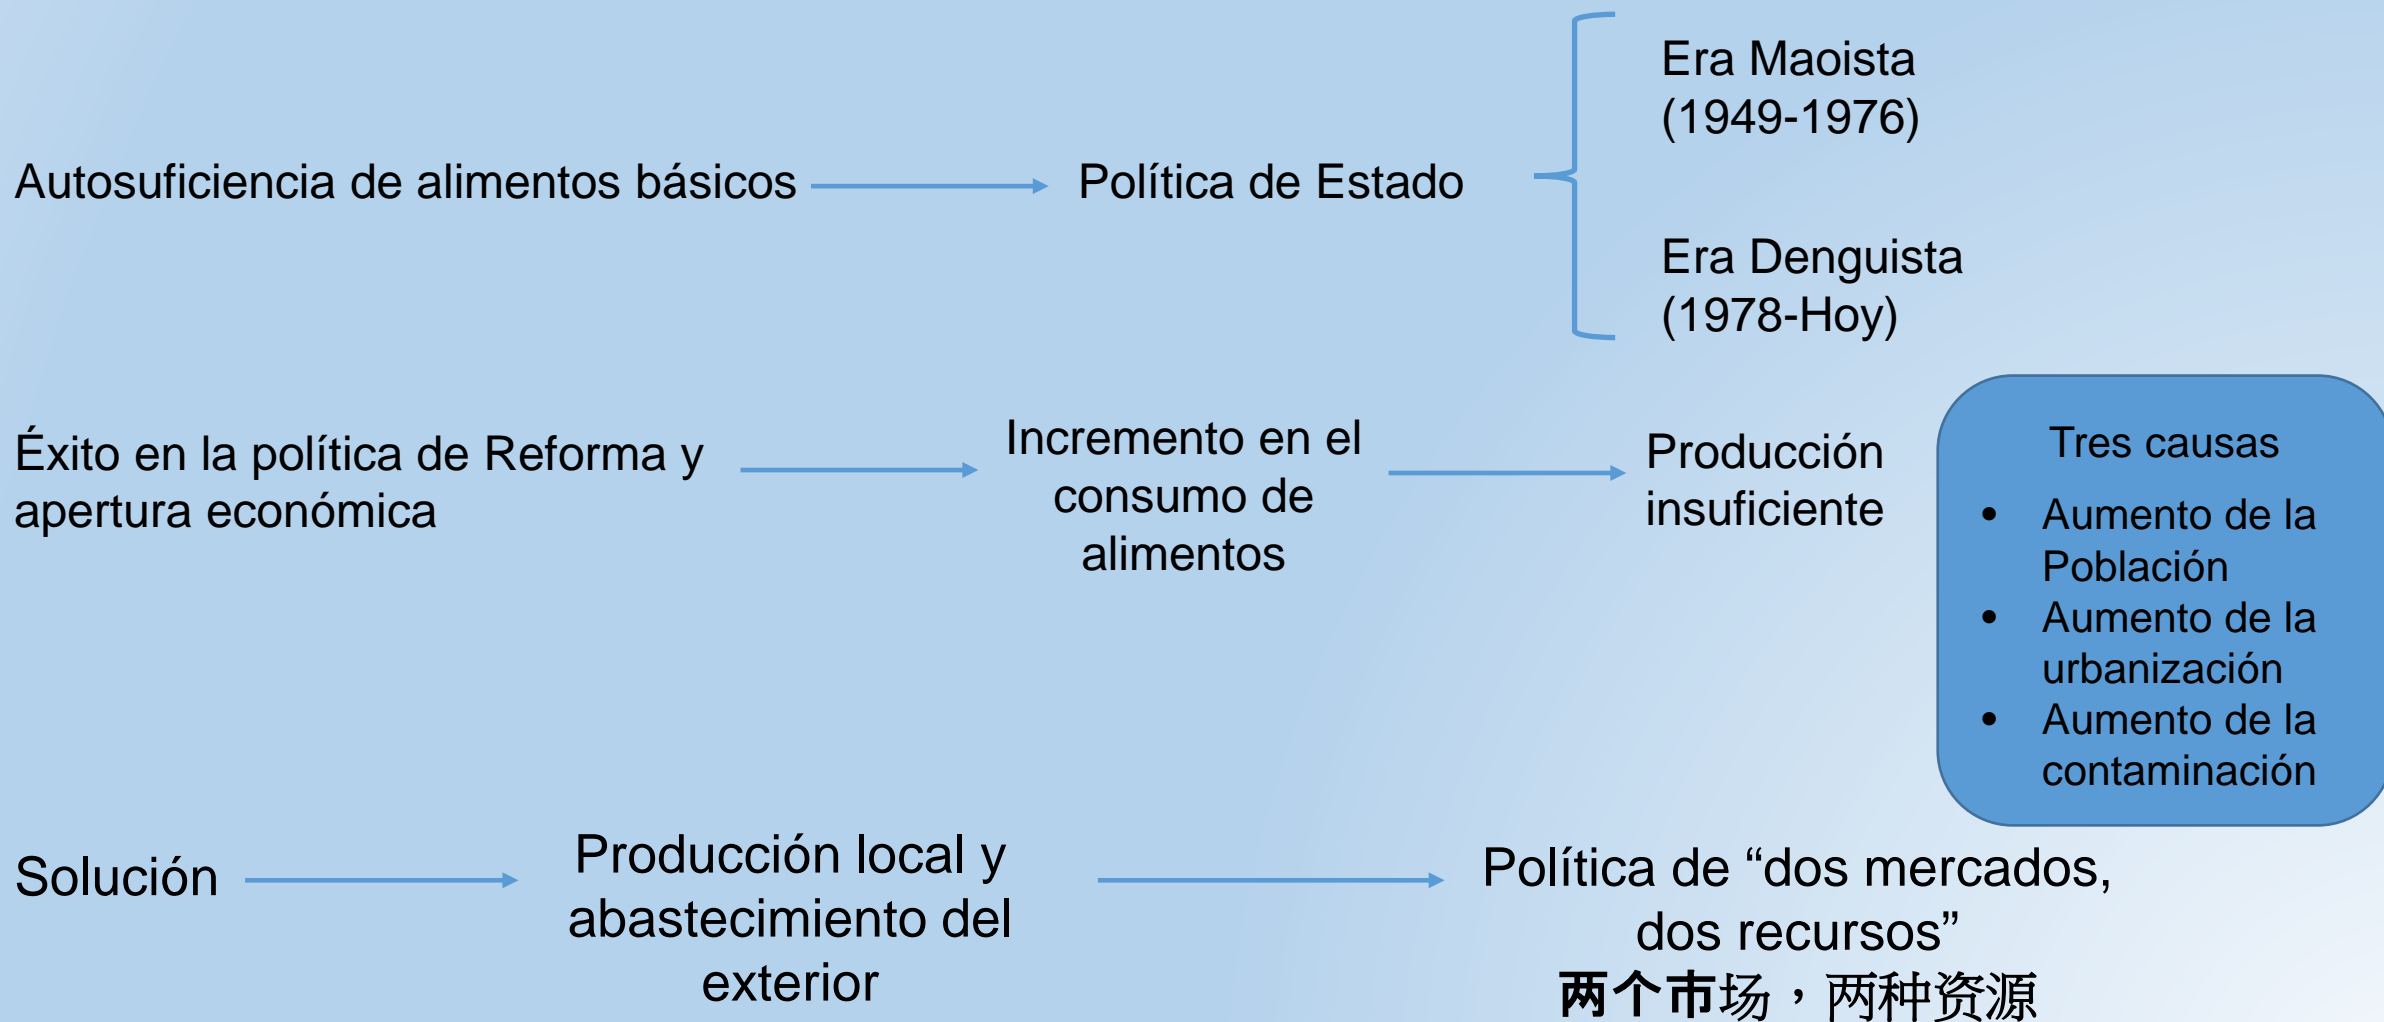 Autosuficiencia de alimentos básicos
Política de Estado
Era Maoista
(1949-1976)
Era Denguista
(1978-Hoy)
Éxito en la política de Reforma y
apertura económica
Incremento en el
consumo de
alimentos
Producción
insuficiente
Tres causas
• Aumento de la
Población
• Aumento de la
urbanización
• Aumento de la
contaminación
Solución
Producción local y
abastecimiento del
exterior
Política de “dos mercados,
dos recursos”
两个市场，两种资源